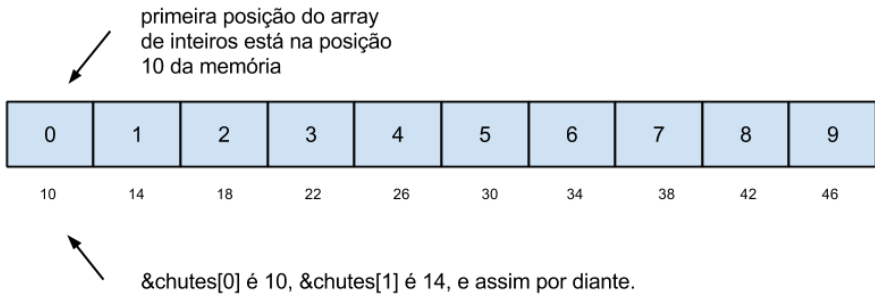 primeira posição do array
de inteiros está na posição
10 da memória
0 1 2 3 4 5 6 7 8 9
10 14 18 22 26 30 34 38 42 46
&chutes[0] é 10, &chutes[1] é 14, e assim por diante.